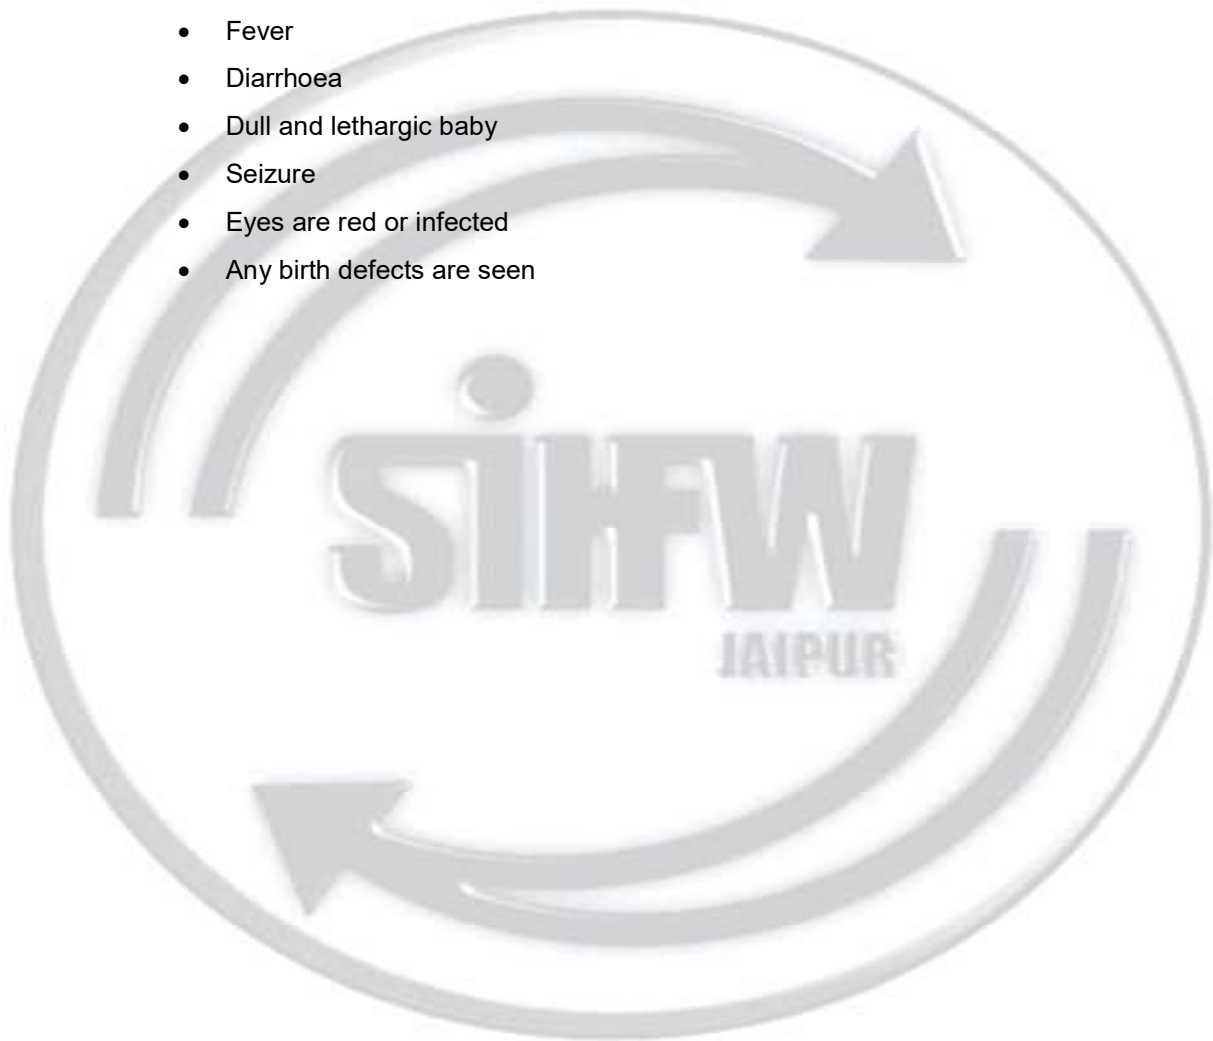 • Fever
• Diarrhoea
• Dull and lethargic baby
• Seizure
• Eyes are red or infected
• Any birth defects are seen
SIHFW
JAIPUR